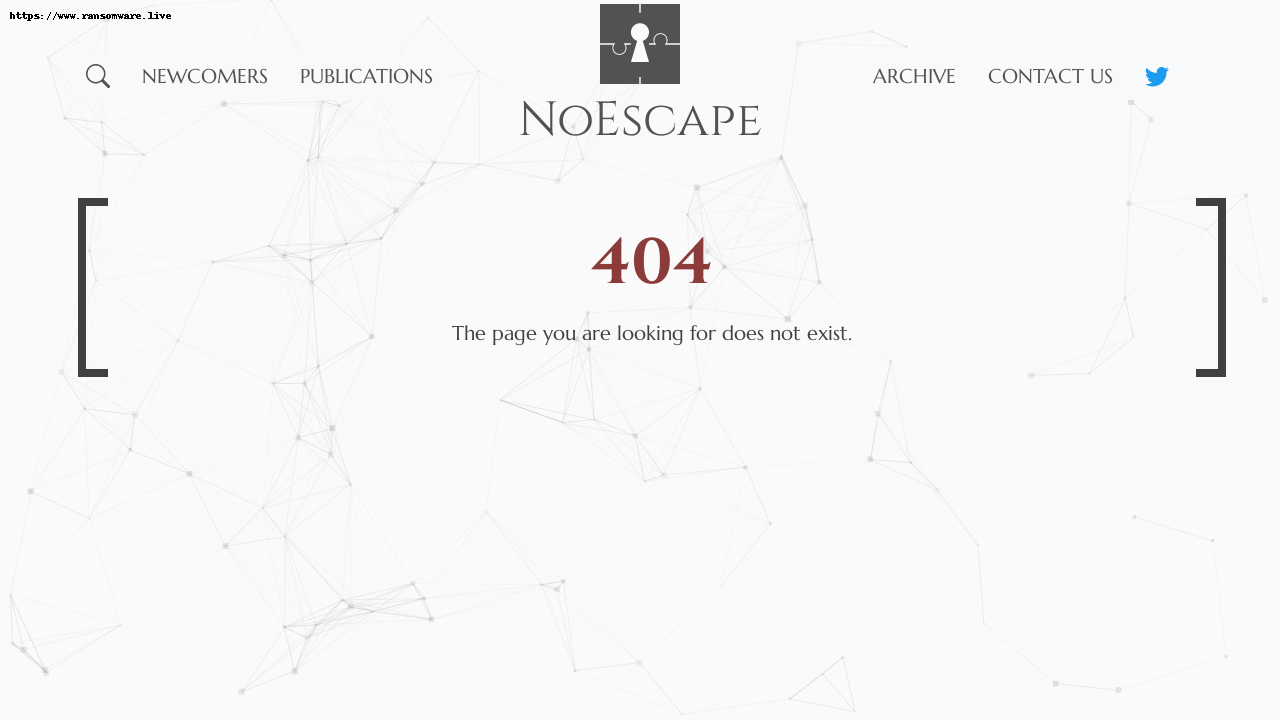 https://www.ransomware.live
NEWCOMERS
PUBLICATIONS
NoEscape
ARCHIVE
CONTACT US
404
The page you are looking for does not exist.